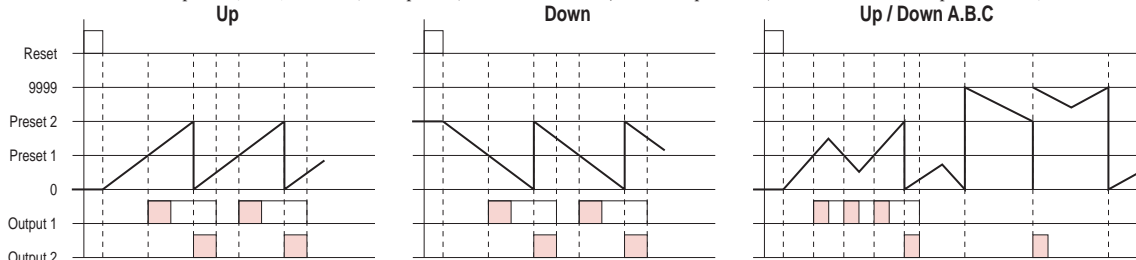 Up
Down
Up / Down A.B.C
Reset
9999
Preset 2
Preset 1
0
Output 1
Output 2